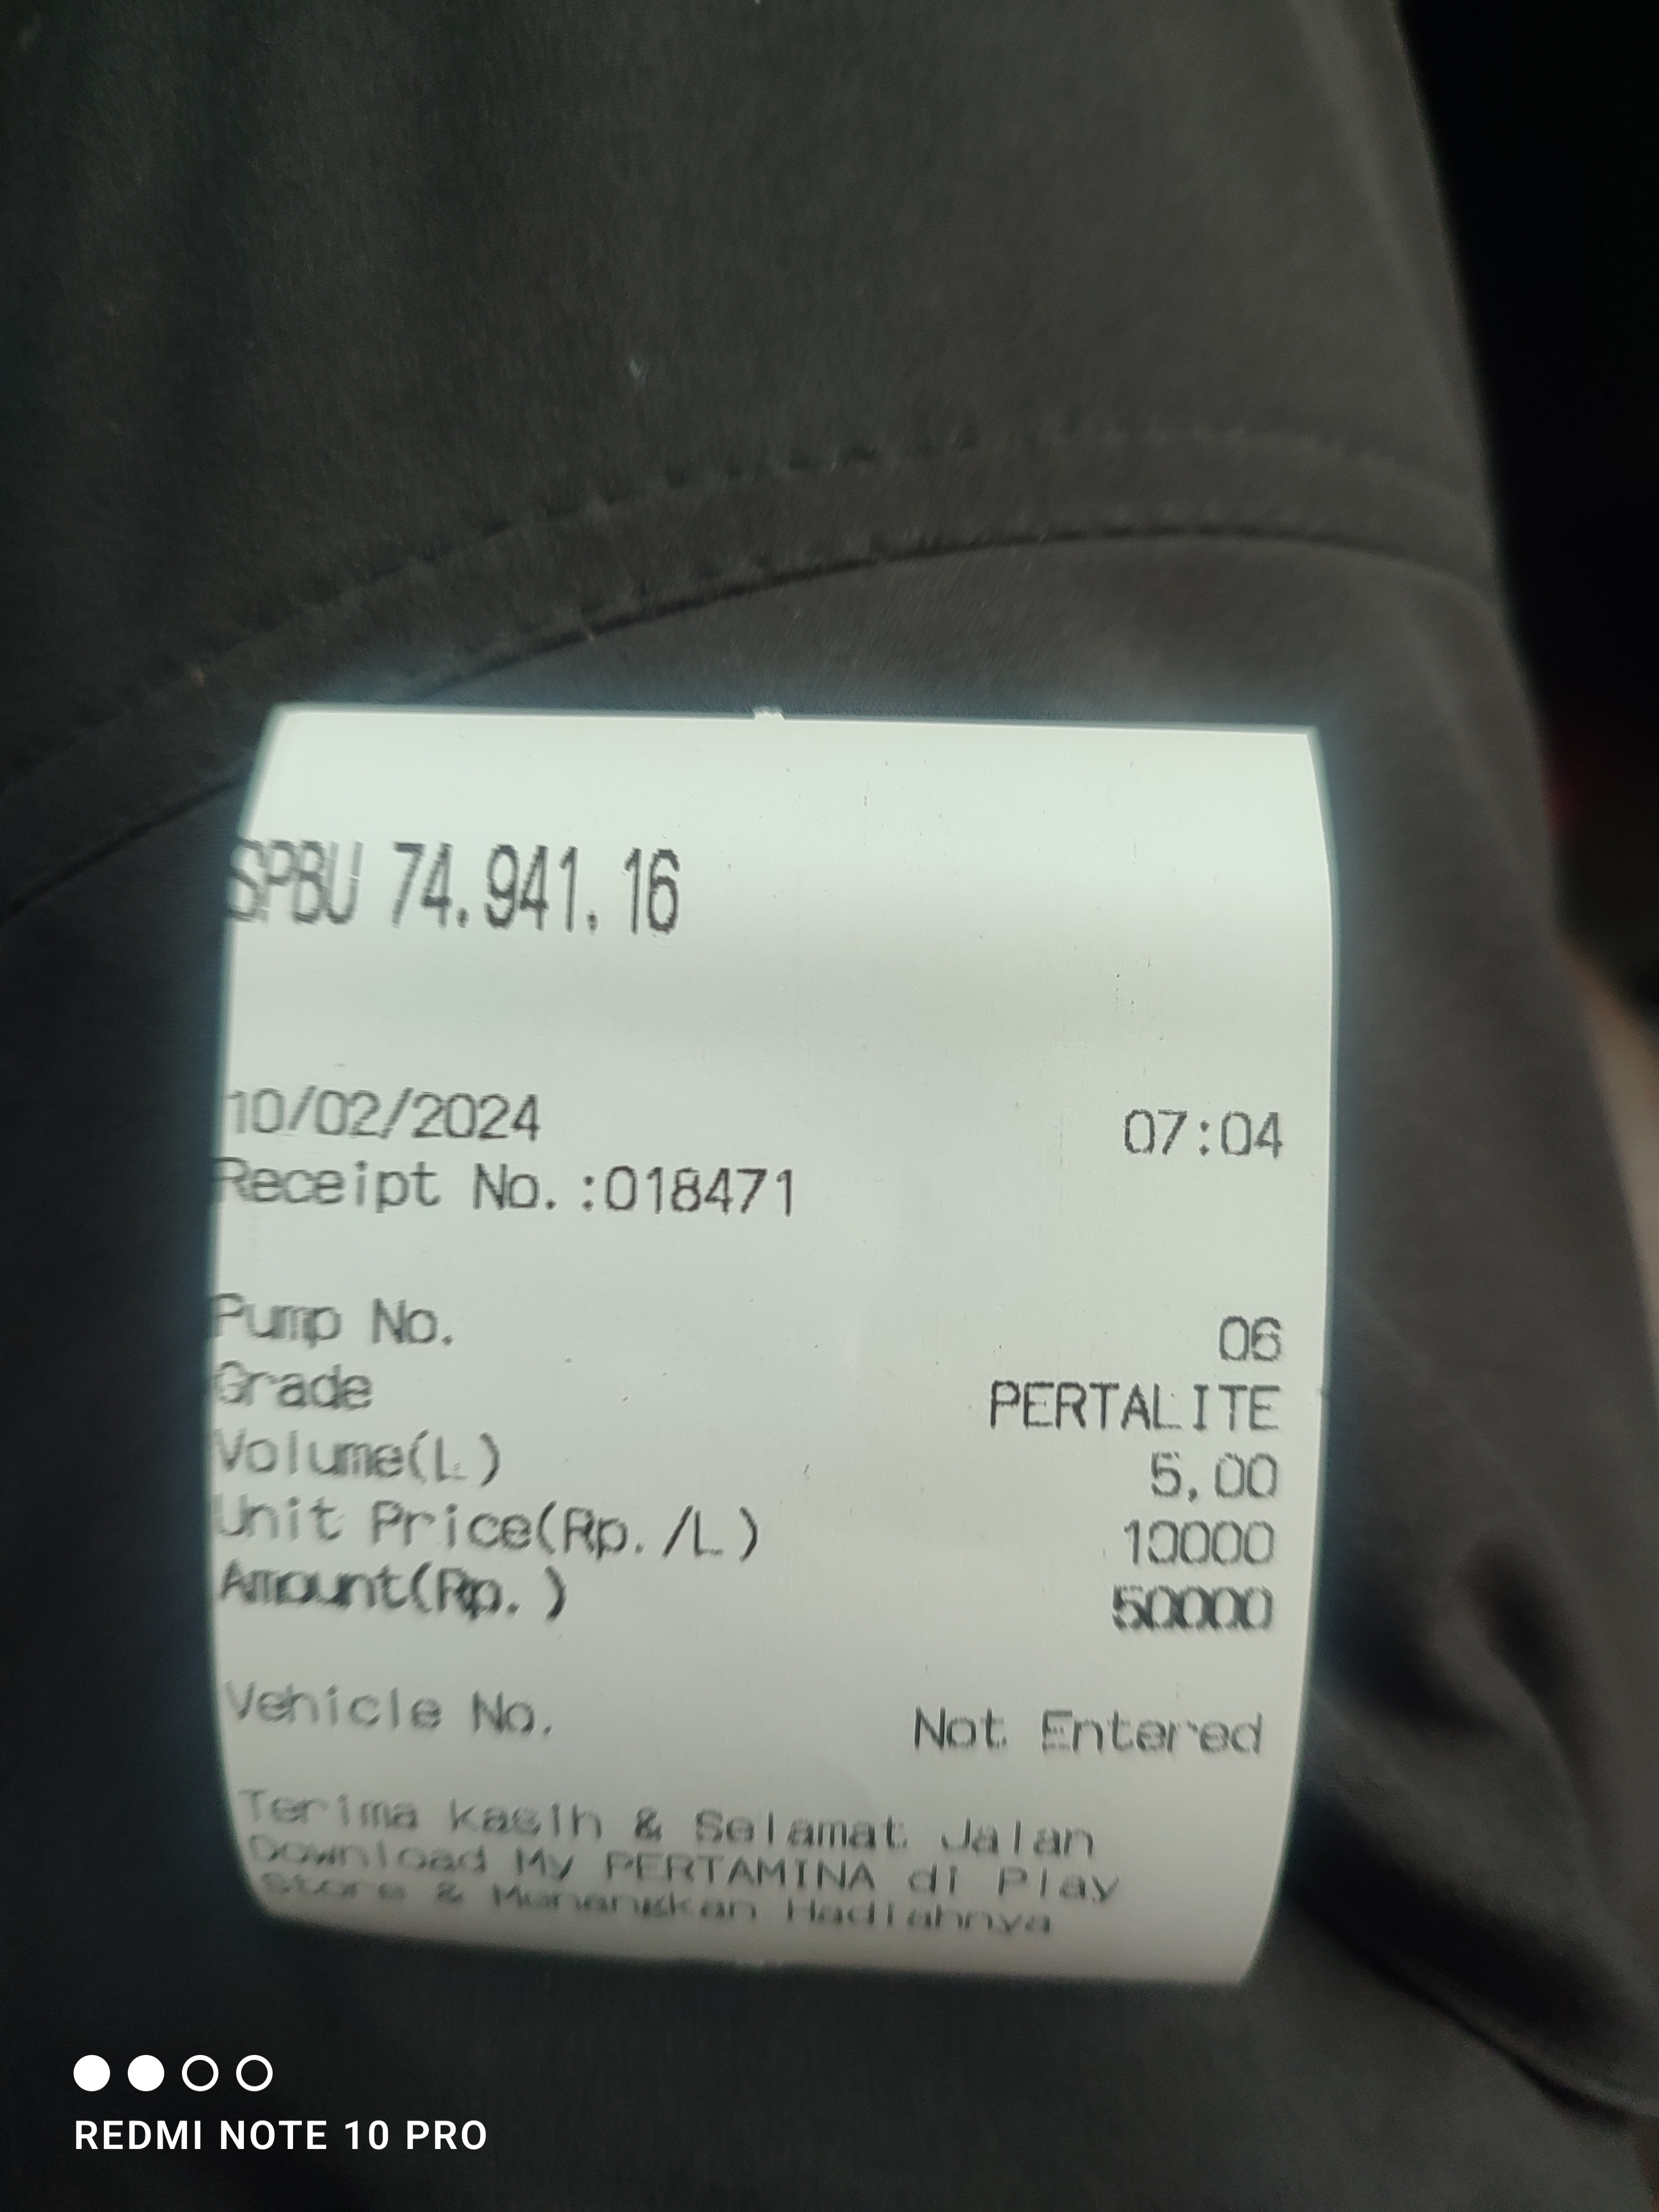 SPBU 74.941.16
10/02/2024 07:04
Receipt No.:018471
Pump No. 06
Grade PERTALITE
Volume(L) 5,00
Unit Price(Rp./L) 10000
Amount(Rp.) 50000
Vehicle No. Not Entered
Terima kasih & Selamat Jalan
Download My PERTAMINA di Play
Store & Menangkan Hadiahnya
REDMI NOTE 10 PRO